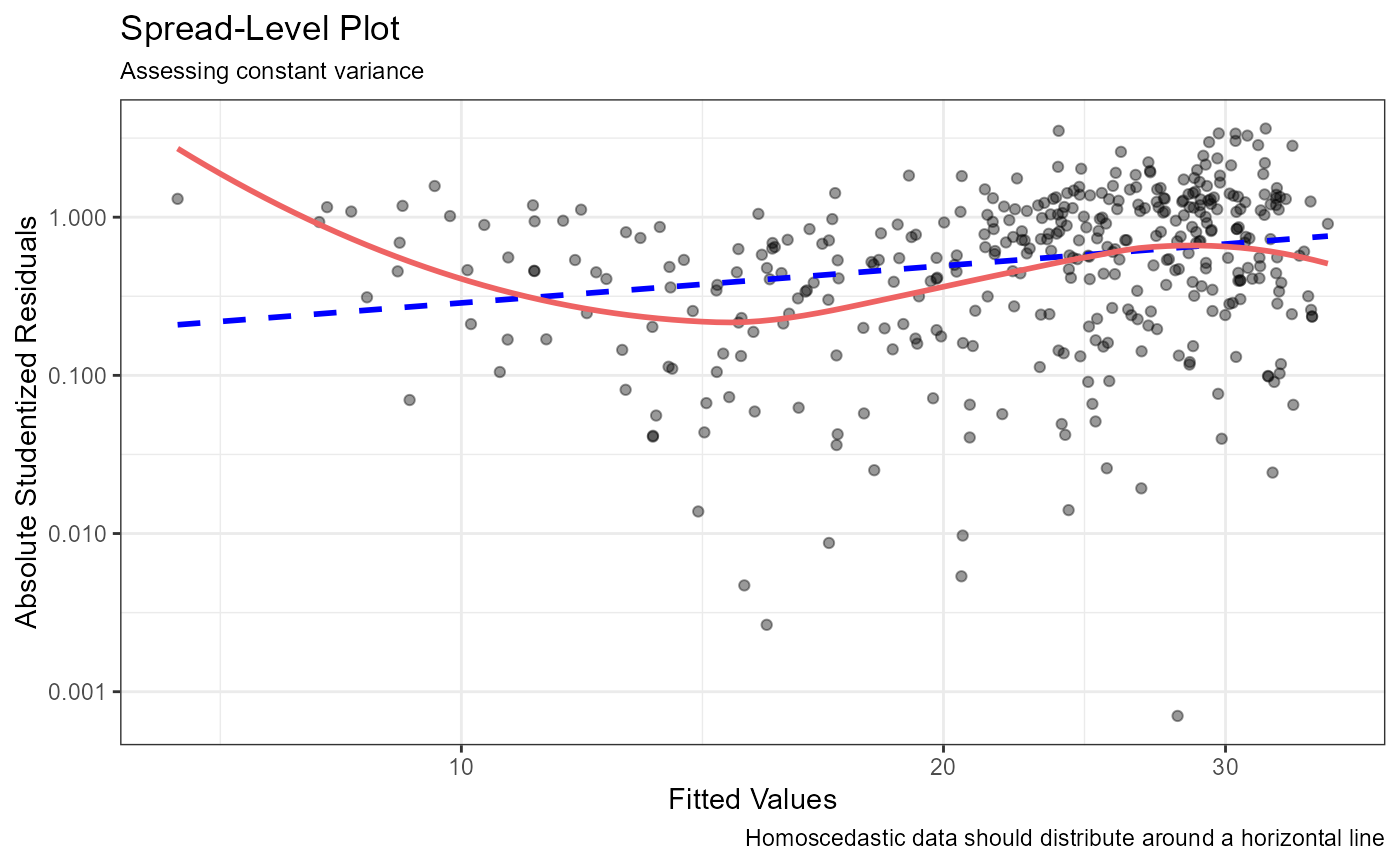 Spread-Level Plot
Assessing constant variance
Absolute Studentized Residuals
1.000
0.100
0.010
0.001
10
20
30
Fitted Values
Homoscedastic data should distribute around a horizontal line